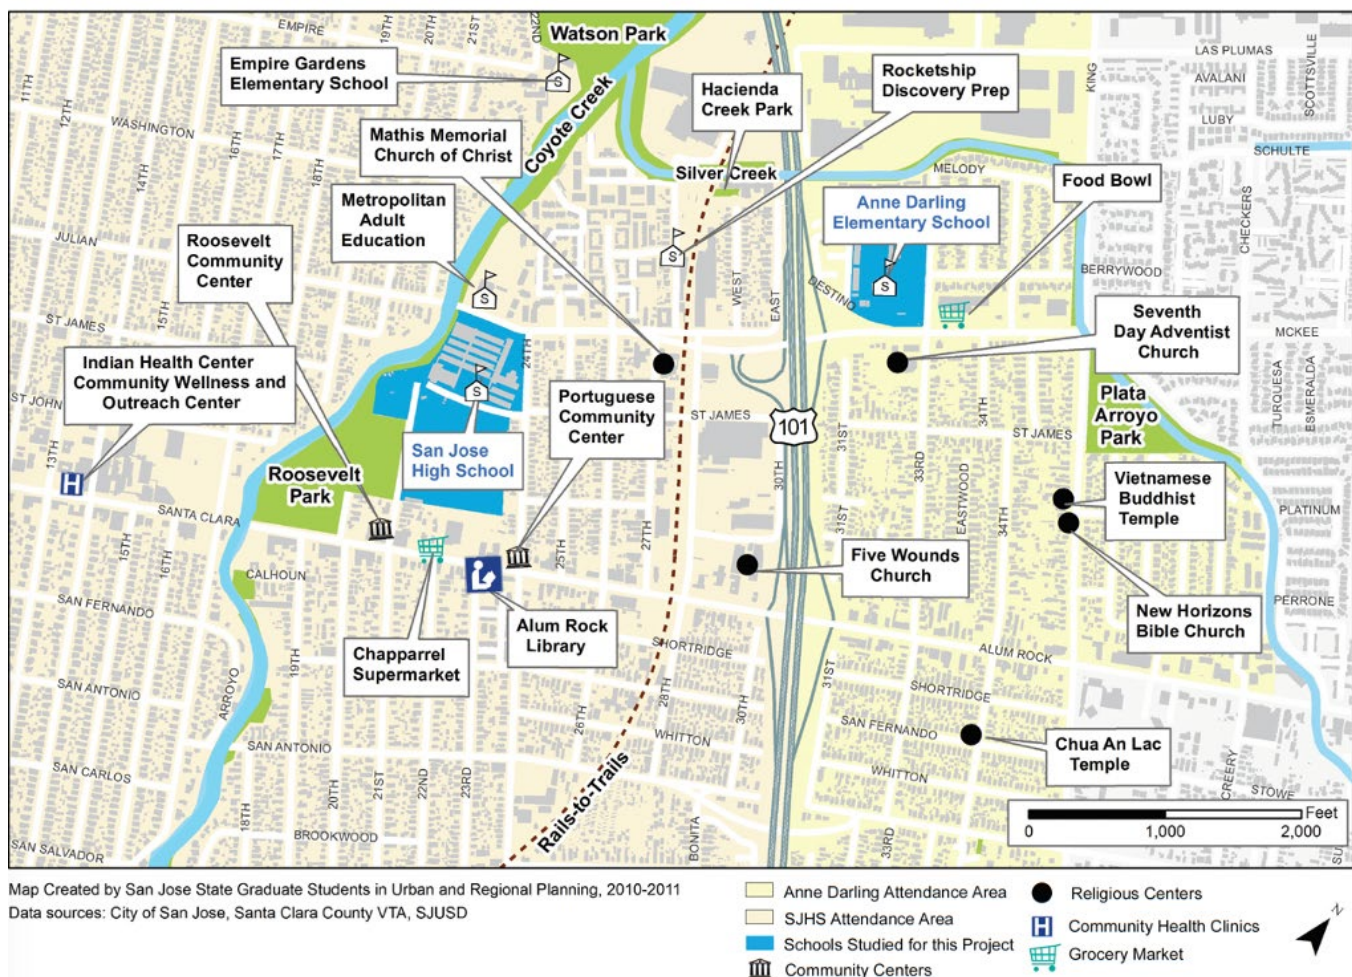 EMPIRE
19TH
20TH
21ST
22ND
Watson Park
Empire Gardens
Elementary School
Rocketship
Discovery Prep
Hacienda
Creek Park
KING
LAS PLUMAS
AVALANI
LUBY
SCOTTSVILLE
SCHULTE
11TH
12TH
WASHINGTON
14TH
16TH
17TH
18TH
Mathis Memorial
Church of Christ
Coyote Creek
Silver Creek
MELODY
Food Bowl
CHECKERS
Metropolitan
Adult
Education
Anne Darling
Elementary School
JULIAN
Roosevelt
Community
Center
S
S
S
S
S
WEST
EAST
DESTINO
BERRYWOOD
15TH
ST JAMES
24TH
Seventh
Day Adventist
Church
MCKEE
Indian Health Center
Community Wellness and
Outreach Center
ST JOHN
13TH
H
San Jose
High School
Portuguese
Community
Center
ST JAMES
101
31ST
34TH
ST JAMES
Plata
Arroyo
Park
TURQUESA
ESMERALDA
Roosevelt
Park
30TH
33RD
EASTWOOD
34TH
31ST
Vietnamese
Buddhist
Temple
PLATINUM
SANTA CLARA
15TH
16TH
25TH
27TH
Five Wounds
Church
CALHOUN
SAN FERNANDO
PERRONE
New Horizons
Bible Church
Chapparrel
Supermarket
Alum Rock
Library
SHORTRIDGE
ALUM ROCK
ARROYO
19TH
SAN ANTONIO
31ST
SHORTRIDGE
28TH
30TH
26TH
WHITTON
SAN FERNANDO
SAN ANTONIO
Chua An Lac
Temple
SAN CARLOS
WHITTON
CREERY
STOWE
20TH
21ST
22ND
23RD
Rails-to-Trails
18TH
BROOKWOOD
BONITA
33RD
SAN SALVADOR
Feet
0
1,000
2,000
Map Created by San Jose State Graduate Students in Urban and Regional Planning, 2010-2011
Data sources: City of San Jose, Santa Clara County VTA, SJUSD
Anne Darling Attendance Area
SJHS Attendance Area
Schools Studied for this Project
Community Centers
Religious Centers
H Community Health Clinics
Grocery Market
N